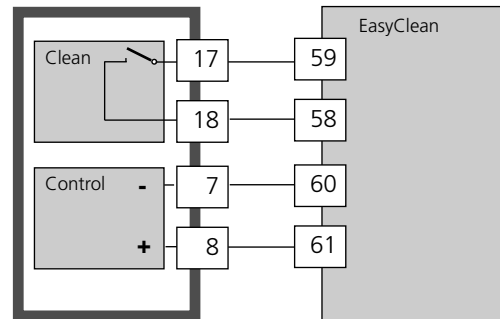 EasyClean
Clean 17 59
18 58
Control - 7 60
+ 8 61